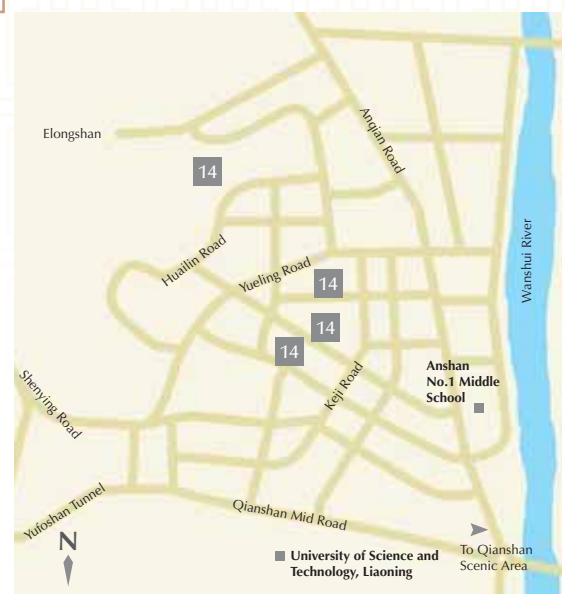 Elongshan
Anqian Road
14
Wanshui River
Huailin Road
Yueling Road
14
14
14
Anshan
No.1 Middle
School
Keji Road
Shenying Road
Yufoshan Tunnel
Qianshan Mid Road
N
To Qianshan
Scenic Area
University of Science and
Technology, Liaoning